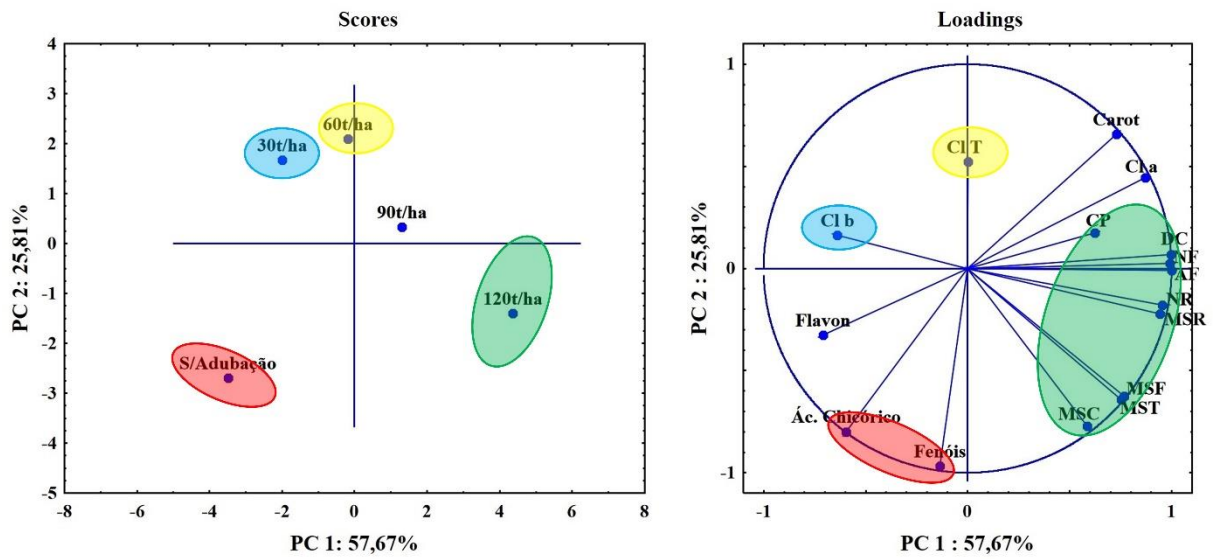 Scores
4
3
2
1
0
-1
-2
-3
-4
-5
-8
-6
-4
-2
0
2
4
6
8
PC 2: 25,81%
PC 1: 57,67%
60t/ha
30t/ha
90t/ha
120t/ha
S/Adubação
Loadings
1
0
-1
-1
0
1
PC 2 : 25,81%
PC 1 : 57,67%
Carot
Cl T
Cl a
Cl b
CP
DC
NF
AF
NR
MSR
Flavon
MSF
MST
MSC
Ác. Chicórico
Fenóis